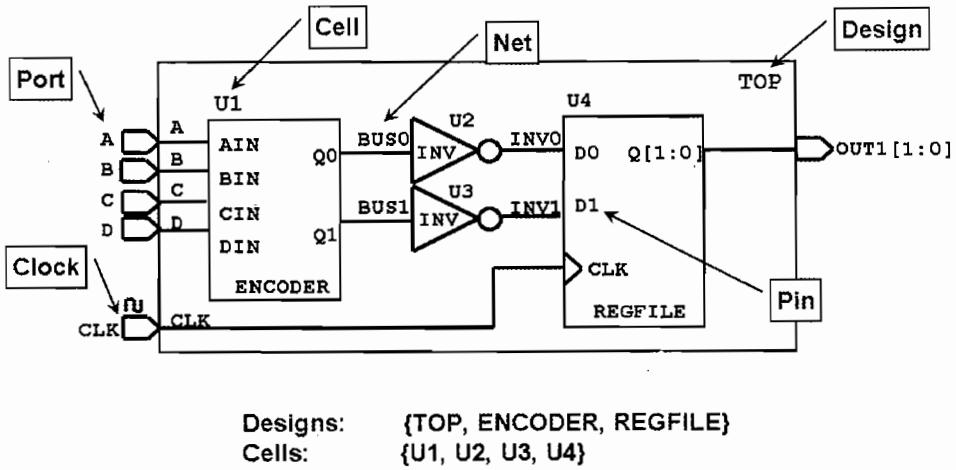 Cell
Net
Design
Port
TOP
U1
U4
U2
A
A
AIN
BUS0
INV
INV0
D0
Q[1:0]
OUT1[1:0]
Q0
B
B
BIN
U3
C
C
CIN
BUS1
INV
INV1
D1
D
D
DIN
Q1
Clock
CLK
Pin
ENCODER
REGFILE
CLK
CLK
Designs: {TOP, ENCODER, REGFILE}
Cells: {U1, U2, U3, U4}